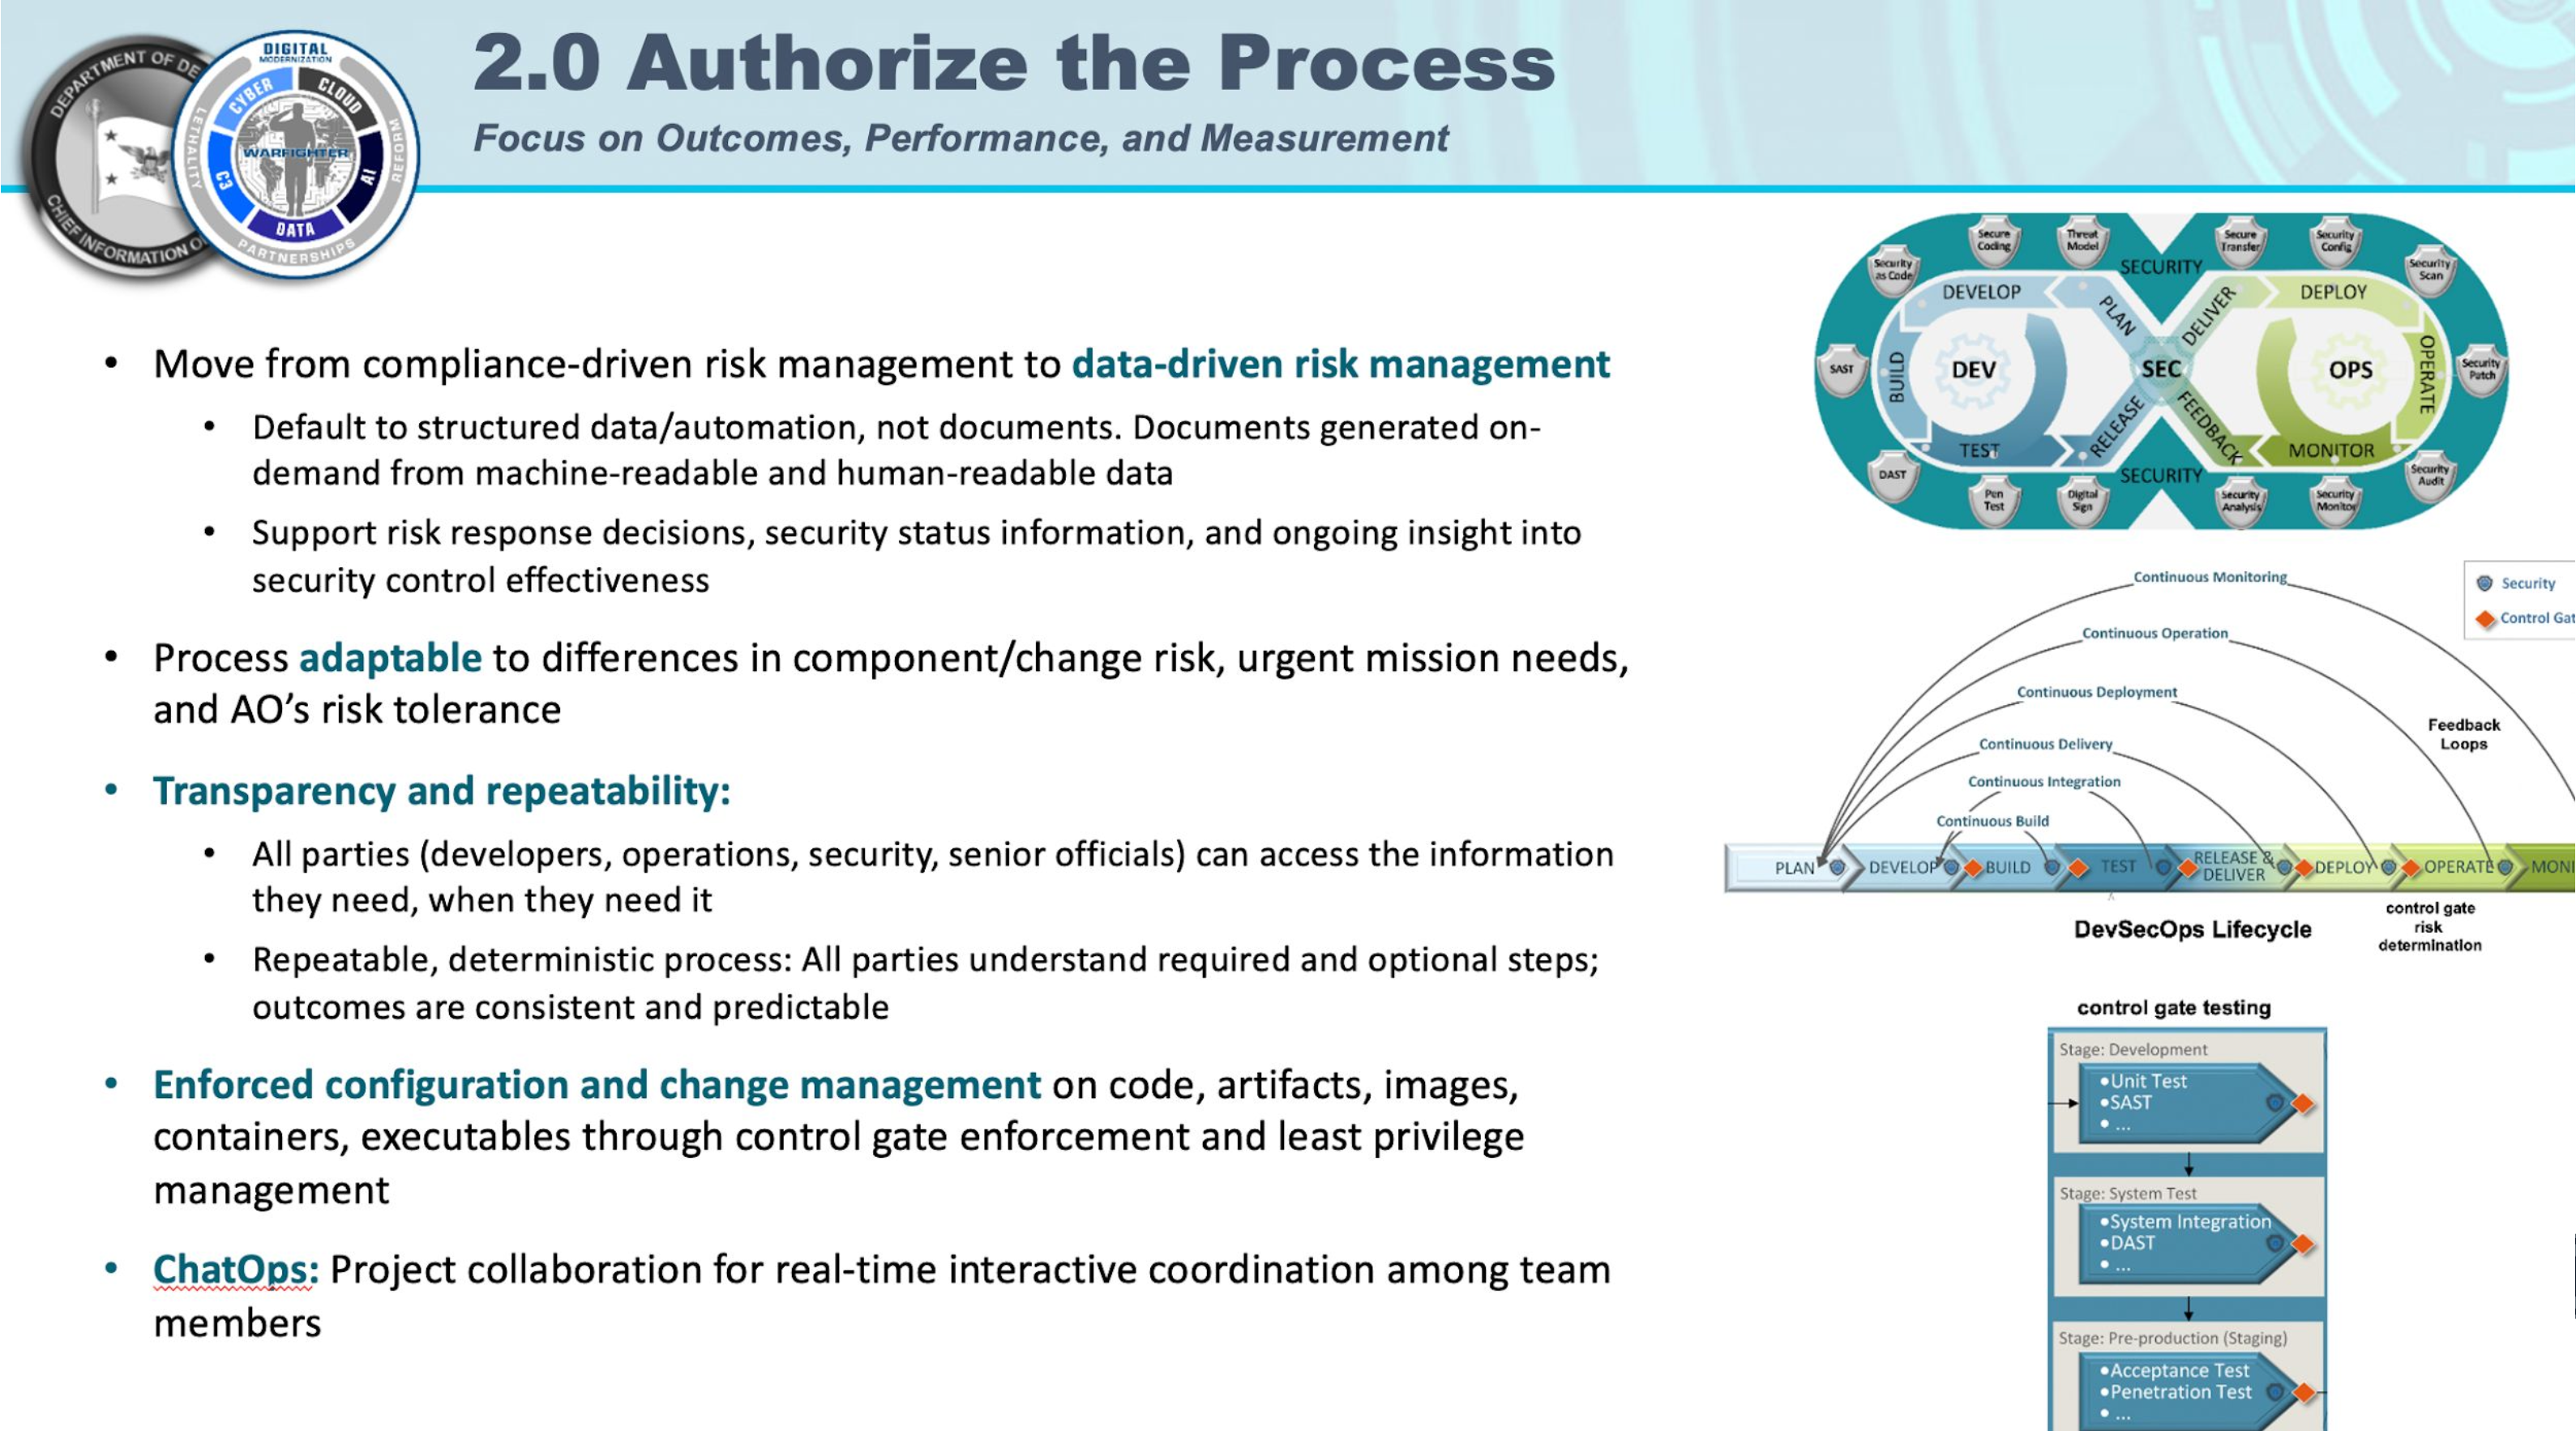 DEPARTMENT OF DE
CHIEF INFORMATION O
DIGITAL
MODERNIZATION
LETHALITY
REFORM
PARTNERSHIPS
CYBER
CLOUD
AI
DATA
C3
WARFIGHTER
2.0 Authorize the Process
Focus on Outcomes, Performance, and Measurement
• Move from compliance-driven risk management to data-driven risk management
• Default to structured data/automation, not documents. Documents generated on-
demand from machine-readable and human-readable data
• Support risk response decisions, security status information, and ongoing insight into
security control effectiveness
• Process adaptable to differences in component/change risk, urgent mission needs,
and AO’s risk tolerance
• Transparency and repeatability:
• All parties (developers, operations, security, senior officials) can access the information
they need, when they need it
• Repeatable, deterministic process: All parties understand required and optional steps;
outcomes are consistent and predictable
• Enforced configuration and change management on code, artifacts, images,
containers, executables through control gate enforcement and least privilege
management
• ChatOps: Project collaboration for real-time interactive coordination among team
members
Secure
Coding
Threat
Model
Secure
Transfer
Security
Config
Security
as Code
Security
Scan
SECURITY
DEVELOP
PLAN
DELIVER
DEPLOY
SAST
BUILD
DEV
SEC
OPS
OPERATE
Security
Patch
TEST
RELEASE
FEEDBACK
MONITOR
SECURITY
DAST
Pen
Test
Digital
Sign
Security
Analysis
Security
Monitor
Security
Audit
Continuous Monitoring
Security
Control Gat
Continuous Operation
Continuous Deployment
Feedback
Loops
Continuous Delivery
Continuous Integration
Continuous Build
PLAN
DEVELOP
BUILD
TEST
RELEASE &
DELIVER
DEPLOY
OPERATE
MONI
DevSecOps Lifecycle
control gate
risk
determination
control gate testing
Stage: Development
•Unit Test
•SAST
• ...
Stage: System Test
•System Integration
•DAST
• ...
Stage: Pre-production (Staging)
•Acceptance Test
•Penetration Test
• ...